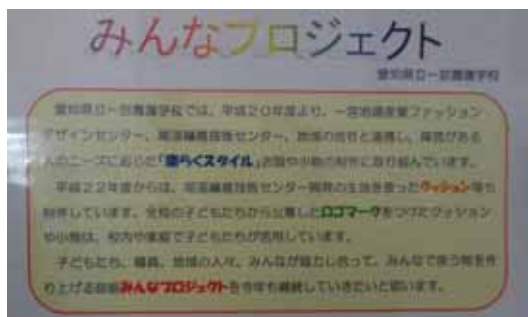 みんなプロジェクト
愛知県立一宮養護学校
愛知県立一宮養護学校では、平成20年度より、一宮地場産業ファッション
デザインセンター、尾張繊維技術センター、地域の会社と連携し、障害がある
人のニーズに応じた「楽らくスタイル」お服や小物の制作に取り組んでいます。
平成22年度からは、尾張繊維技術センター開発の生地を使ったクッション等も
制作しています。全校の子どもたちから公募したロゴマークをつけたクッション
や小物は、校内や家庭で子どもたちが活用しています。
子どもたち、職員、地域の人々、みんなが協力し合って、みんなで使う物を作
り上げる みんなプロジェクトを今年も継続していきたいと思います。